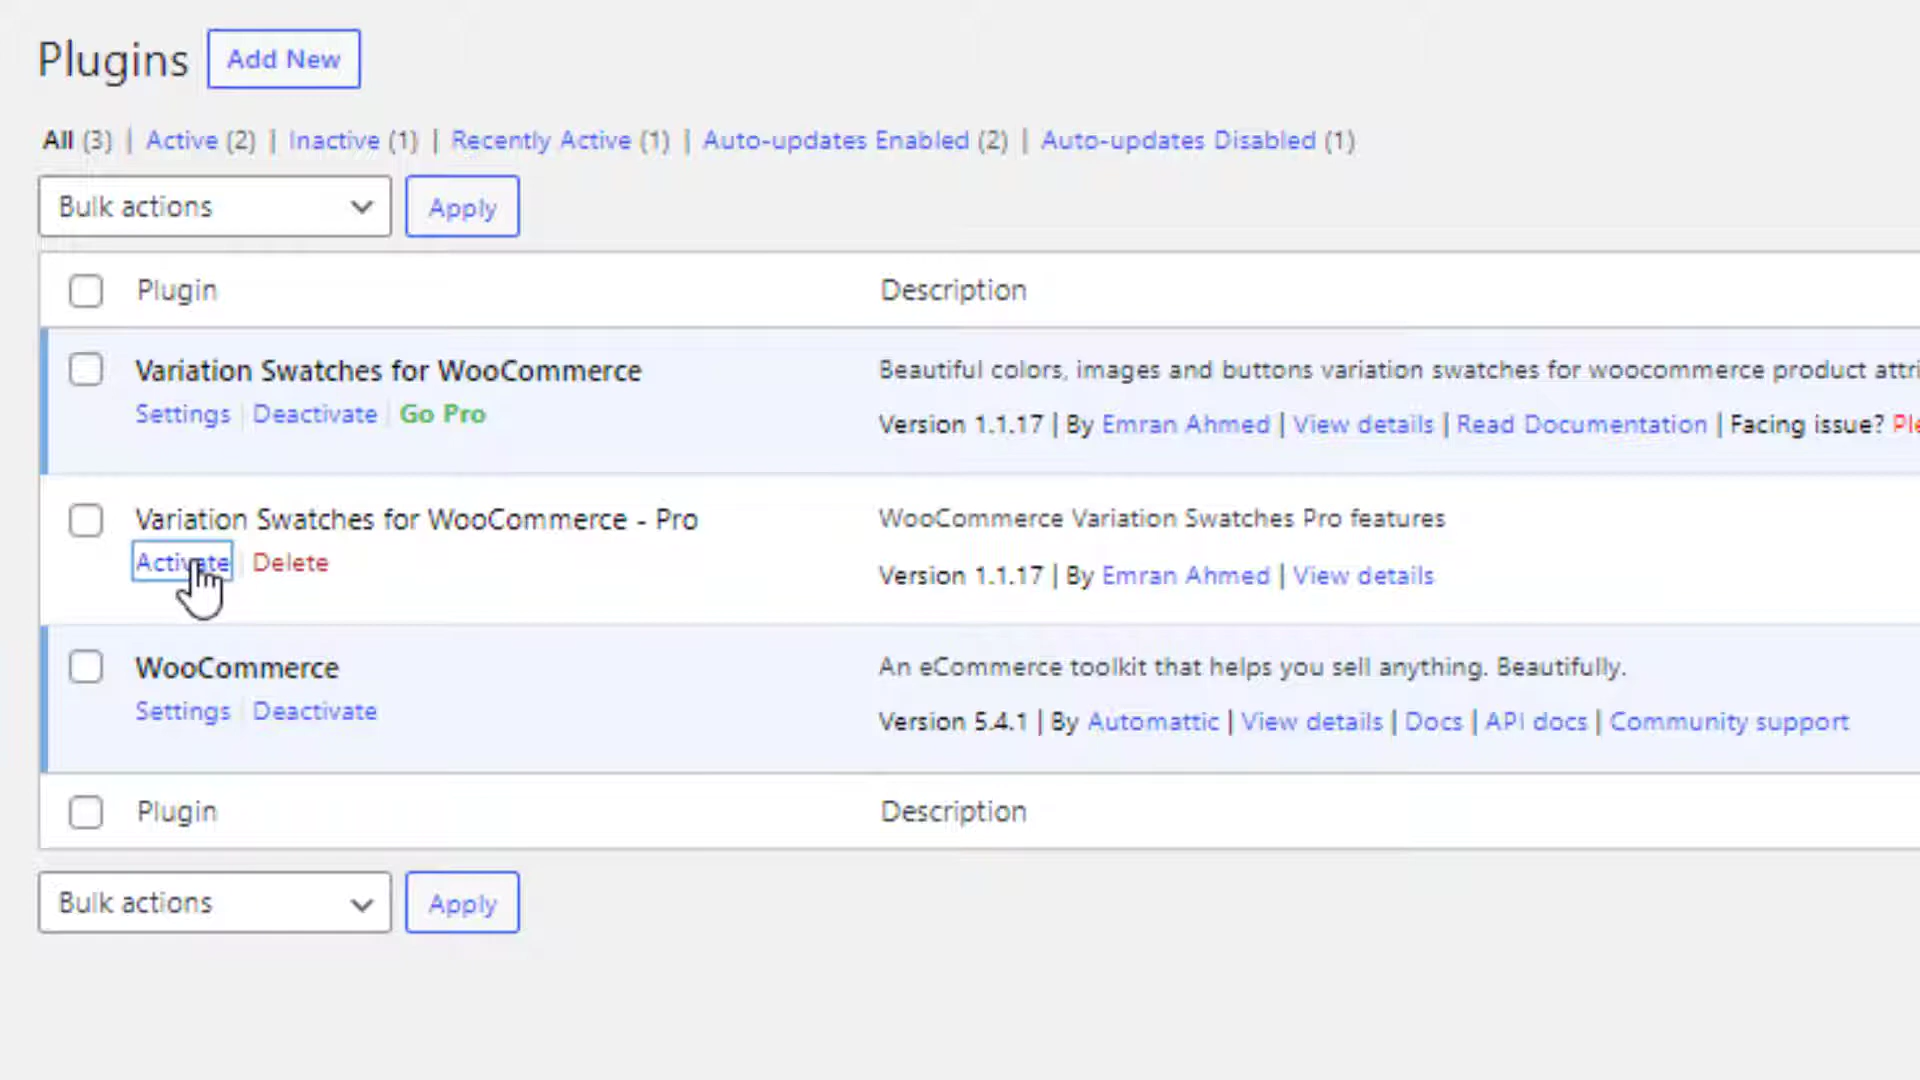 Plugins Add New
All (3) | Active (2) | Inactive (1) | Recently Active (1) | Auto-updates Enabled (2) | Auto-updates Disabled (1)
Bulk actions Apply
Plugin Description
Variation Swatches for WooCommerce Beautiful colors, images and buttons variation swatches for woocommerce product attri
Settings | Deactivate | Go Pro Version 1.1.17 | By Emran Ahmed | View details | Read Documentation | Facing issue? Ple
Variation Swatches for WooCommerce - Pro WooCommerce Variation Swatches Pro features
Activate | Delete Version 1.1.17 | By Emran Ahmed | View details
WooCommerce An eCommerce toolkit that helps you sell anything. Beautifully.
Settings | Deactivate Version 5.4.1 | By Automattic | View details | Docs | API docs | Community support
Plugin Description
Bulk actions Apply